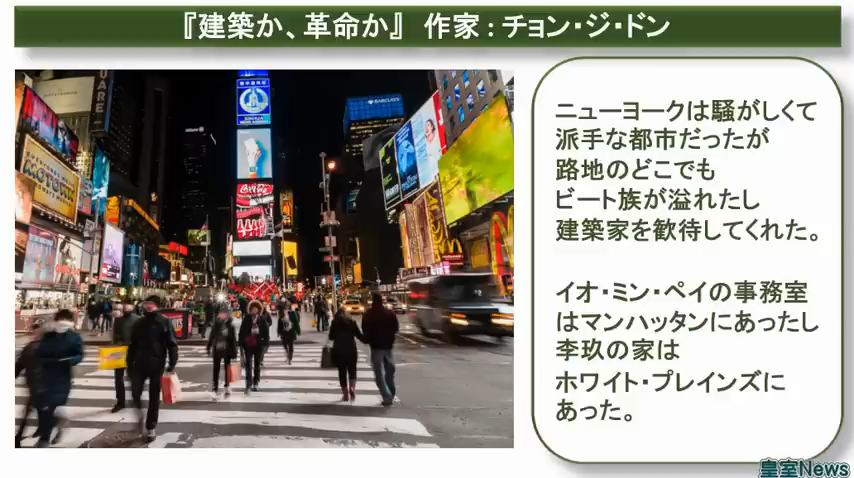 『建築か、革命か』 作家 : チョン・ジ・ドン
BARCLAYS
SQUARE
MOTOWN
Coca-Cola
ニューヨークは騒がしくて
派手な都市だったが
路地のどこでも
ビート族が溢れたし
建築家を歓待してくれた。
イオ・ミン・ペイの事務室
はマンハッタンにあったし
李玖の家は
ホワイト・プレインズに
あった。
皇室News